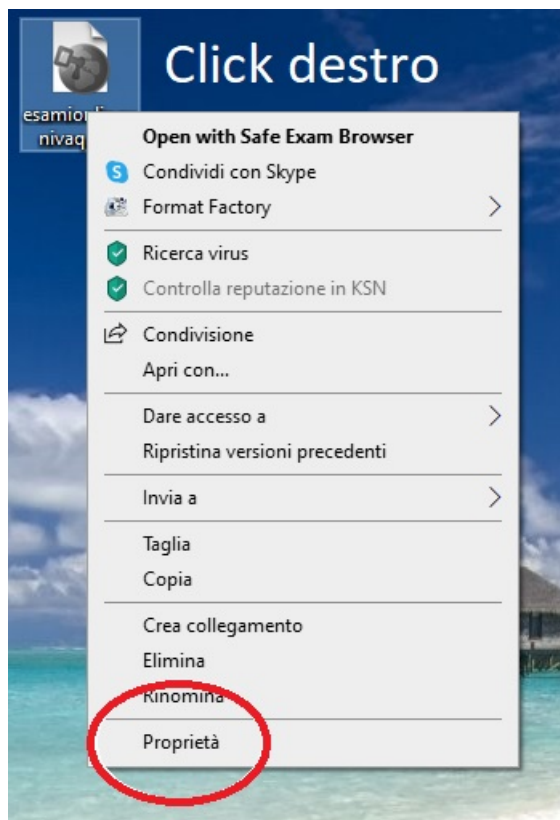 Click destro
nivaq
Open with Safe Exam Browser
Condividi con Skype
Format Factory
Ricerca virus
Controlla reputazione in KSN
Condivisione
Apri con...
Dare accesso a
Ripristina versioni precedenti
Invia a
Taglia
Copia
Crea collegamento
Elimina
Rinomina
Proprietà